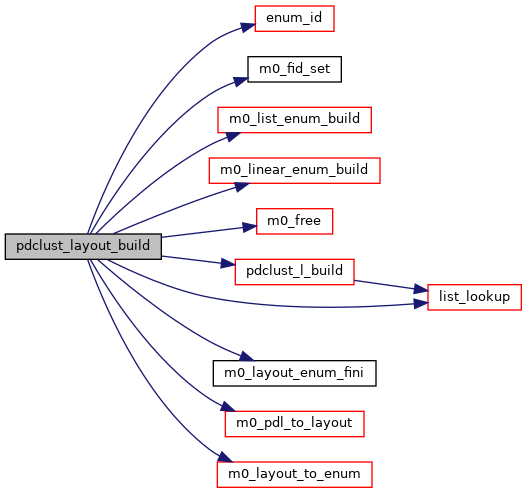 enum_id
m0_fid_set
m0_list_enum_build
m0_linear_enum_build
m0_free
pdclust_layout_build
pdclust_l_build
list_lookup
m0_layout_enum_fini
m0_pdl_to_layout
m0_layout_to_enum